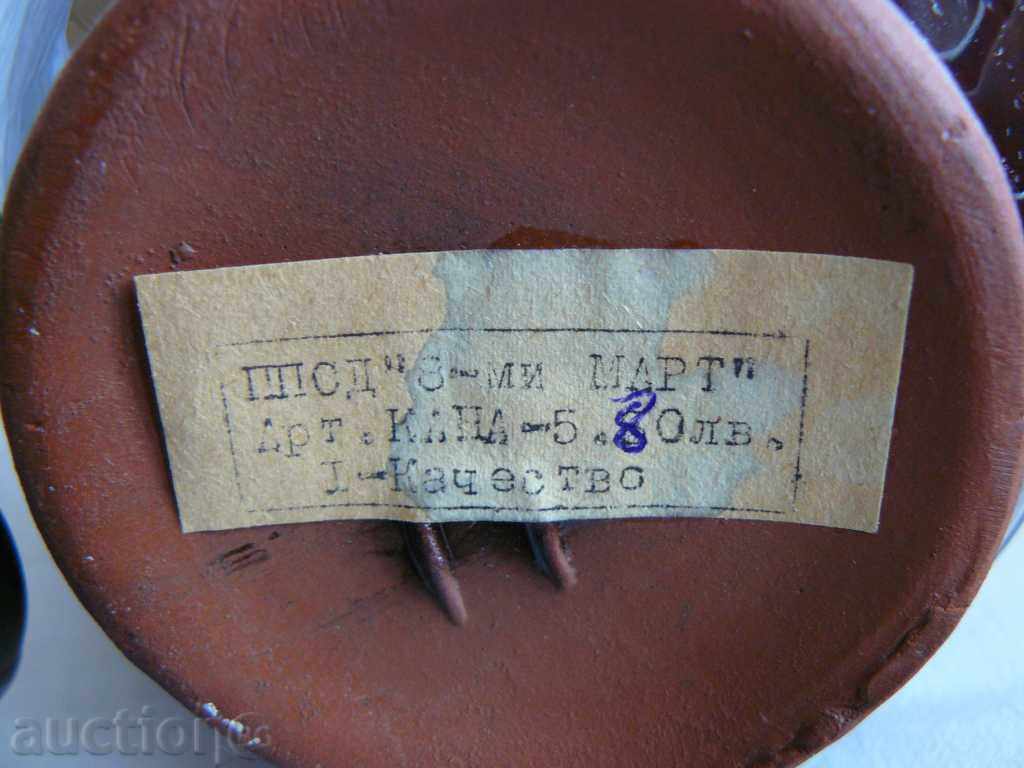 ППСД "8-ми МАРТ"
Арт. КАНА-5.80лв.
I-Качество
auction